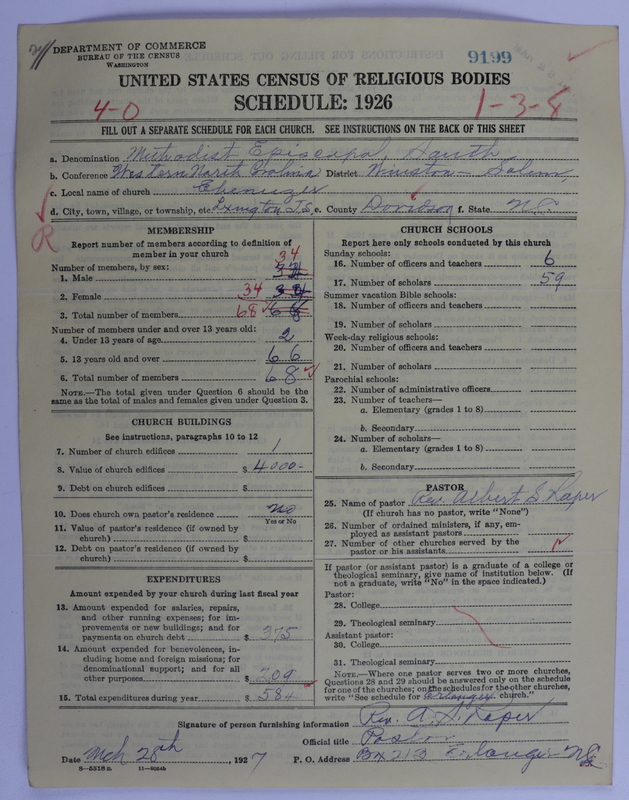 DEPARTMENT OF COMMERCE
BUREAU OF THE CENSUS
WASHINGTON
9199
UNITED STATES CENSUS OF RELIGIOUS BODIES
SCHEDULE: 1926
4-0
1-3-8
FILL OUT A SEPARATE SCHEDULE FOR EACH CHURCH. SEE INSTRUCTIONS ON THE BACK OF THIS SHEET
a. Denomination Methodist Episcopal, South
b. Conference Western North Carolina District Winston-Salem,
c. Local name of church Ebenezer
d. City, town, village, or township, etc. Lexington e. County Davidson f. State N.C.
R
MEMBERSHIP
Report number of members according to definition of
member in your church
Number of members, by sex:
1. Male 34
2. Female 34
3. Total number of members 68
Number of members under and over 13 years old:
4. Under 13 years of age 2
5. 13 years old and over 66
6. Total number of members 68
NOTE.—The total given under Question 6 should be the
same as the total of males and females given under Question 3.
CHURCH BUILDINGS
See instructions, paragraphs 10 to 12
7. Number of church edifices 1
8. Value of church edifices $ 4000-
9. Debt on church edifices $
10. Does church own pastor's residence no
Yes or No
11. Value of pastor's residence (if owned by
church) $
12. Debt on pastor's residence (if owned by
church) $
EXPENDITURES
Amount expended by your church during last fiscal year
13. Amount expended for salaries, repairs,
and other running expenses; for im-
provements or new buildings; and for
payments on church debt $ 375
14. Amount expended for benevolences, in-
cluding home and foreign missions; for
denominational support; and for all
other purposes $ 209
15. Total expenditures during year $ 584
CHURCH SCHOOLS
Report here only schools conducted by this church
Sunday schools:
16. Number of officers and teachers 6
17. Number of scholars 59
Summer vacation Bible schools:
18. Number of officers and teachers
19. Number of scholars
Week-day religious schools:
20. Number of officers and teachers
21. Number of scholars
Parochial schools:
22. Number of administrative officers
23. Number of teachers—
a. Elementary (grades 1 to 8)
b. Secondary
24. Number of scholars—
a. Elementary (grades 1 to 8)
b. Secondary
PASTOR
25. Name of pastor Rev. Albert S. Raper
(If church has no pastor, write "None")
26. Number of ordained ministers, if any, em-
ployed as assistant pastors
27. Number of other churches served by the
pastor or his assistants
If pastor (or assistant pastor) is a graduate of a college or
theological seminary, give name of institution below. (If
not a graduate, write "No" in the space indicated.)
Pastor:
28. College
29. Theological seminary
Assistant pastor:
30. College
31. Theological seminary
NOTE.—Where one pastor serves two or more churches,
Questions 28 and 29 should be answered only on the schedule
for one of the churches; on the schedules for the other churches,
write "See schedule for Erlanger church."
Signature of person furnishing information Rev. A. S. Raper
Official title Pastor
Date Mch 28th, 1927 P. O. Address Bx 213 Erlanger N.C.
8-5518a 11-9264b